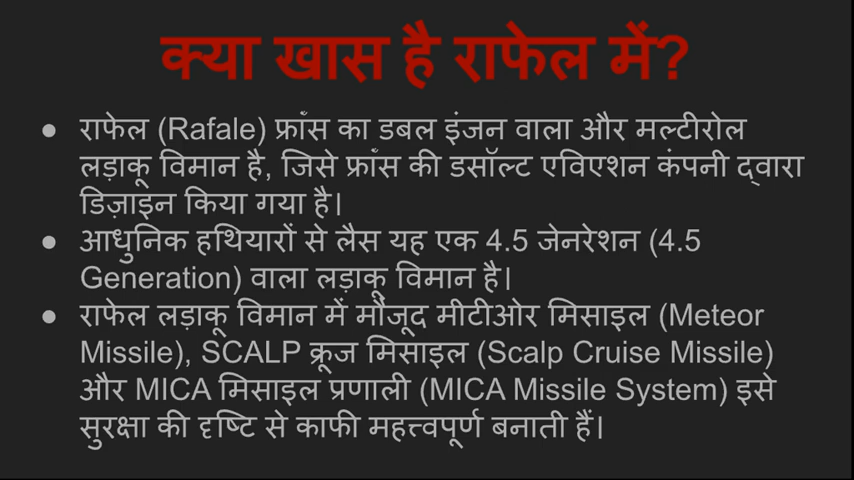 क्या खास है राफेल में?
● राफेल (Rafale) फ्राँस का डबल इंजन वाला और मल्टीरोल
लड़ाकू विमान है, जिसे फ्राँस की डसॉल्ट एविएशन कंपनी द्वारा
डिज़ाइन किया गया है।
● आधुनिक हथियारों से लैस यह एक 4.5 जेनरेशन (4.5
Generation) वाला लड़ाकू विमान है।
● राफेल लड़ाकू विमान में मौजूद मीटीओर मिसाइल (Meteor
Missile), SCALP क्रूज मिसाइल (Scalp Cruise Missile)
और MICA मिसाइल प्रणाली (MICA Missile System) इसे
सुरक्षा की दृष्टि से काफी महत्त्वपूर्ण बनाती हैं।